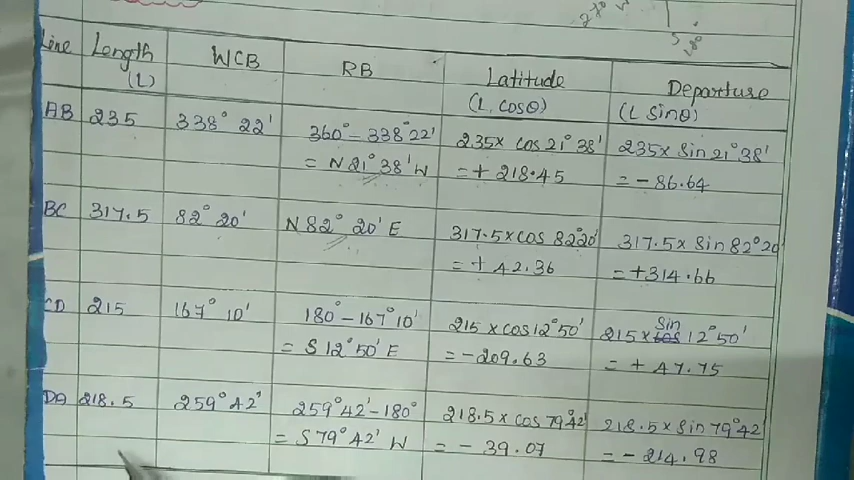 270° W
S 18°
Line Length WCB RB Latitude Departure
(L) (L cosθ) (L sinθ)
AB 235 338° 22' 360° - 338°22' 235x cos 21° 38' 235x sin 21° 38'
= N 21° 38' W = + 218.45 = - 86.64
BC 317.5 82° 20' N 82° 20' E 317.5 x cos 82°20' 317.5 x sin 82°20
= + 42.36 = +314.66
CD 215 167° 10' 180° - 167° 10' 215 x cos 12° 50' 215 x sin 12° 50'
= S 12° 50' E = - 209.63 = + 47.75
DA 218.5 259° 42' 259° 42' - 180° 218.5 x cos 79°42' 218.5 x sin 79°42
= S 79° 42' W = - 39.07 = - 214.98